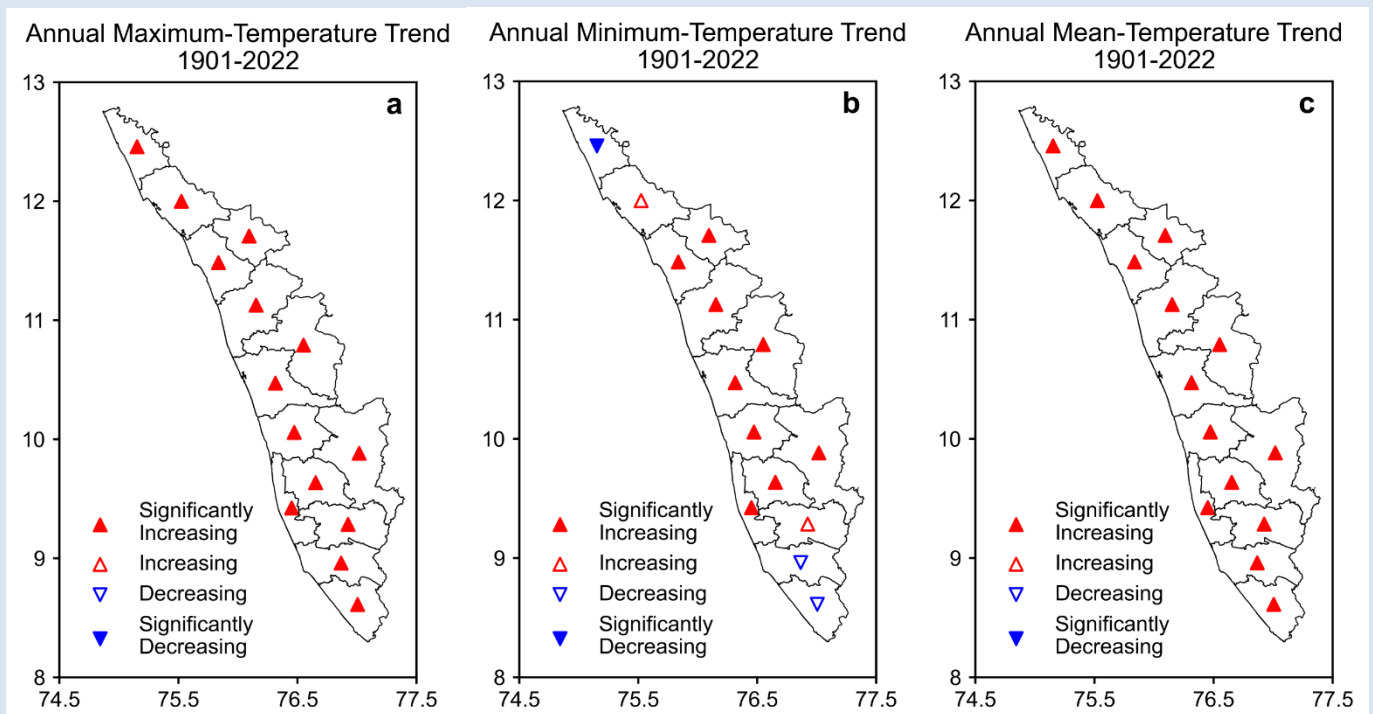 Annual Maximum-Temperature Trend
1901-2022
a
13
12
11
10
9
8
74.5 75.5 76.5 77.5
Significantly
Increasing
Increasing
Decreasing
Significantly
Decreasing
Annual Minimum-Temperature Trend
1901-2022
b
13
12
11
10
9
8
74.5 75.5 76.5 77.5
Significantly
Increasing
Increasing
Decreasing
Significantly
Decreasing
Annual Mean-Temperature Trend
1901-2022
c
13
12
11
10
9
8
74.5 75.5 76.5 77.5
Significantly
Increasing
Increasing
Decreasing
Significantly
Decreasing